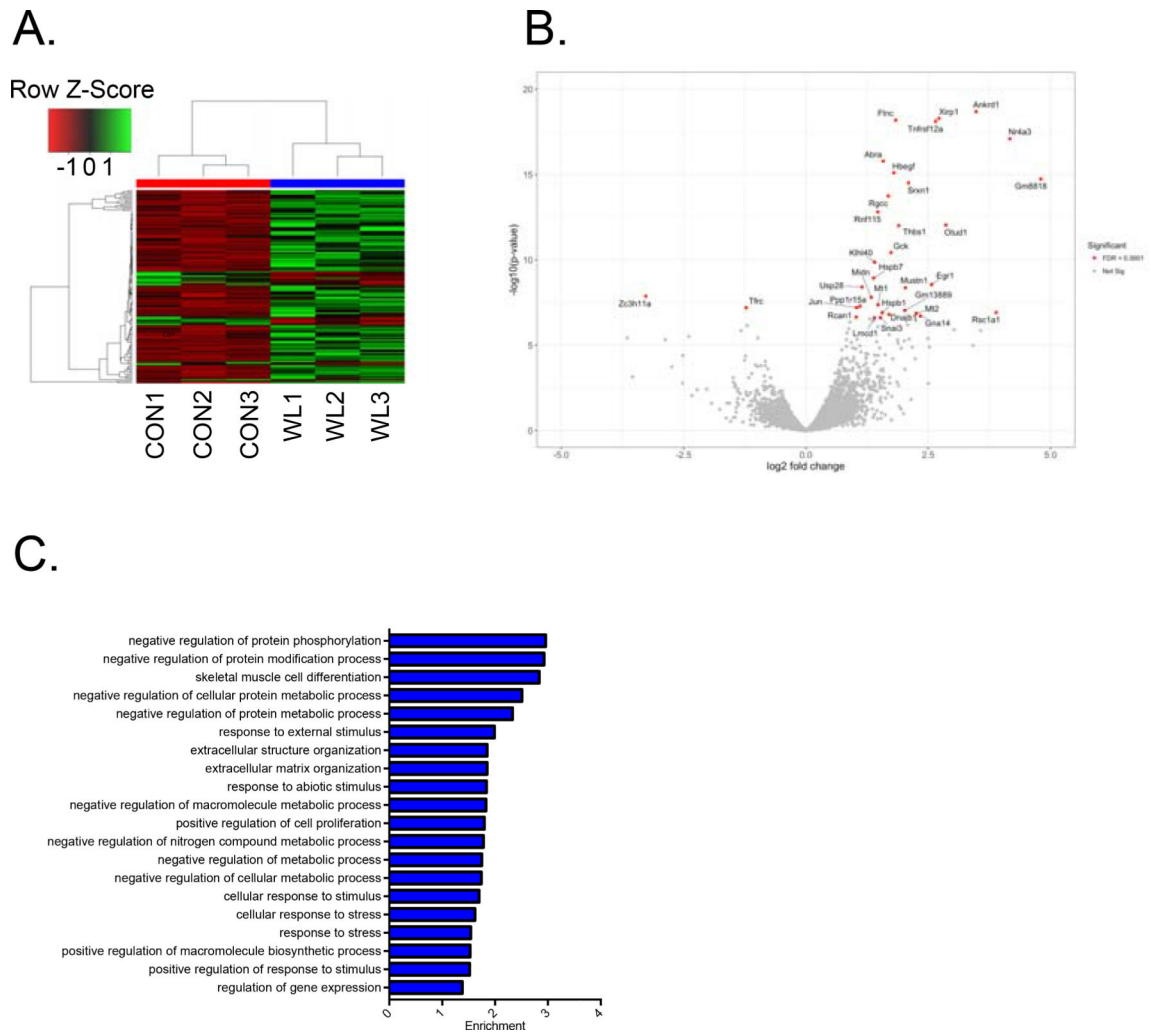 A.
Row Z-Score
-1 0 1
CON1
CON2
CON3
WL1
WL2
WL3
B.
20
15
10
5
0
-log10(p-value)
-5.0
-2.5
0.0
2.5
5.0
log2 fold change
Ankrd1
Xirp1
Flnc
Tnfrsf12a
Nr4a3
Abra
Hbegf
Gm8818
Srxn1
Rgcc
Rnf115
Thbs1
Otud1
Gck
Klhl40
Midn
Hspb7
Usp28
Mustn1
Egr1
Mt1
Gm13889
Zc3h11a
Tfrc
Jun
Ppp1r15a
Hspb1
Mt2
Rcan1
Dnajb1
Gna14
Rsc1a1
Lmcd1
Snai3
Significant
Not Sig
C.
negative regulation of protein phosphorylation
negative regulation of protein modification process
skeletal muscle cell differentiation
negative regulation of cellular protein metabolic process
negative regulation of protein metabolic process
response to external stimulus
extracellular structure organization
extracellular matrix organization
response to abiotic stimulus
negative regulation of macromolecule metabolic process
positive regulation of cell proliferation
negative regulation of nitrogen compound metabolic process
negative regulation of metabolic process
negative regulation of cellular metabolic process
cellular response to stimulus
cellular response to stress
response to stress
positive regulation of macromolecule biosynthetic process
positive regulation of response to stimulus
regulation of gene expression
0
1
2
3
4
Enrichment